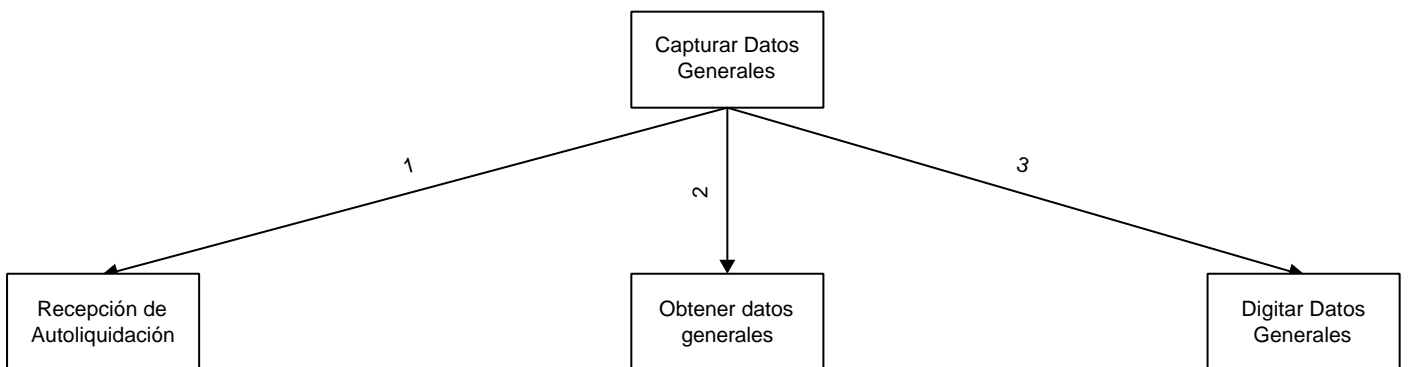 Capturar Datos
Generales
1
2
3
Recepción de
Autoliquidación
Obtener datos
generales
Digitar Datos
Generales